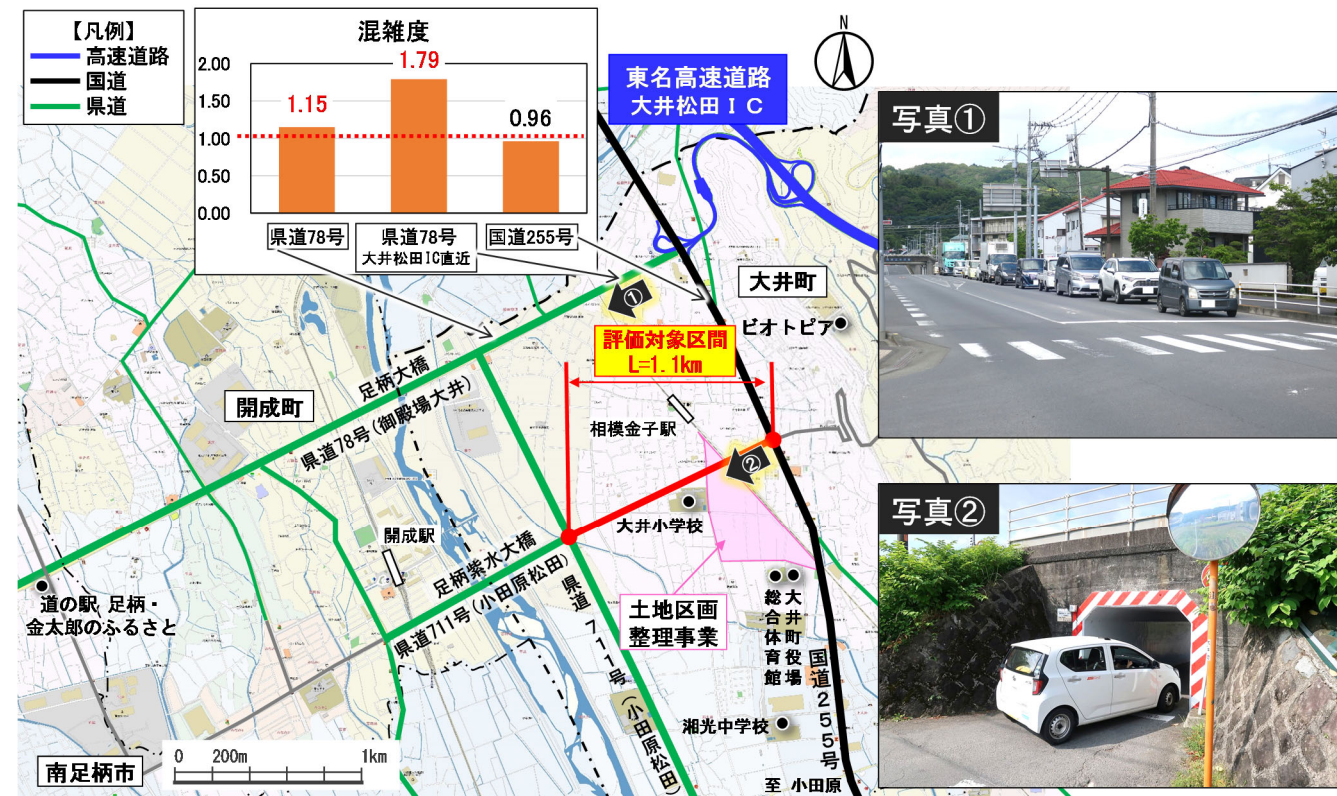 【凡例】
高速道路
国道
県道
混雑度
2.00
1.50
1.00
0.50
0.00
1.15
1.79
0.96
県道78号
県道78号
大井松田IC直近
国道255号
東名高速道路
大井松田IC
N
写真①
大井町
ビオトピア
①
評価対象区間
L=1.1km
足柄大橋
県道78号(御殿場大井)
開成町
相模金子駅
②
大井小学校
開成駅
足柄紫水大橋
県道711号(小田原松田)
県道711号(小田原松田)
道の駅 足柄・
金太郎のふるさと
土地区画
整理事業
大井町役場
総合体育館
国道255号
湘光中学校
至 小田原
南足柄市
0 200m 1km
写真②